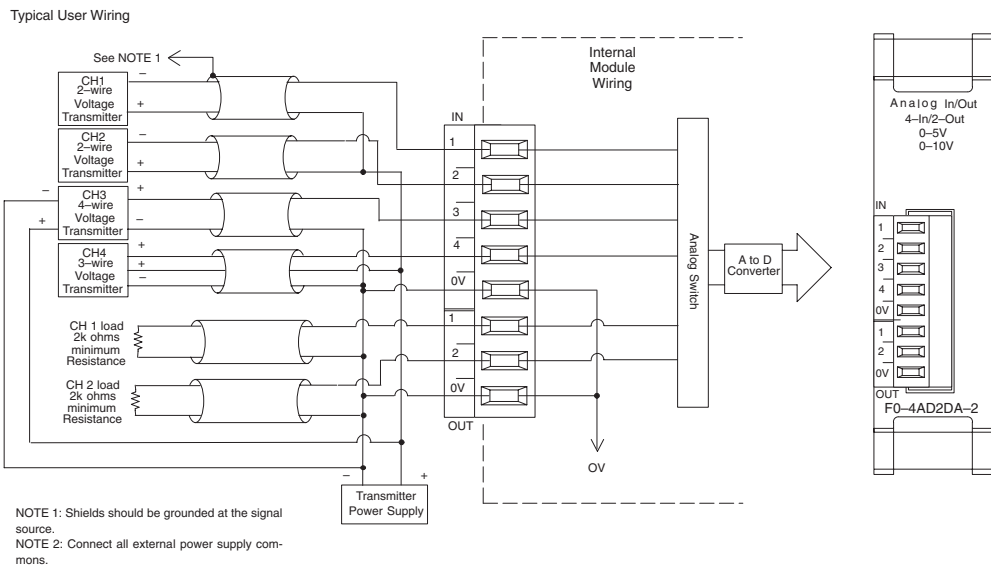 Typical User Wiring
See NOTE 1
CH1
2–wire
Voltage
Transmitter
–
+
CH2
2–wire
Voltage
Transmitter
–
+
CH3
4–wire
Voltage
Transmitter
–
+
+
–
CH4
3–wire
Voltage
Transmitter
+
+
–
CH 1 load
2k ohms
minimum
Resistance
CH 2 load
2k ohms
minimum
Resistance
–
+
Transmitter
Power Supply
IN
1
2
3
4
0V
1
2
0V
OUT
Internal
Module
Wiring
Analog Switch
A to D
Converter
OV
Analog In/Out
4–In/2–Out
0–5V
0–10V
IN
1
2
3
4
0V
1
2
0V
OUT
F0–4AD2DA–2
NOTE 1: Shields should be grounded at the signal
source.
NOTE 2: Connect all external power supply com-
mons.